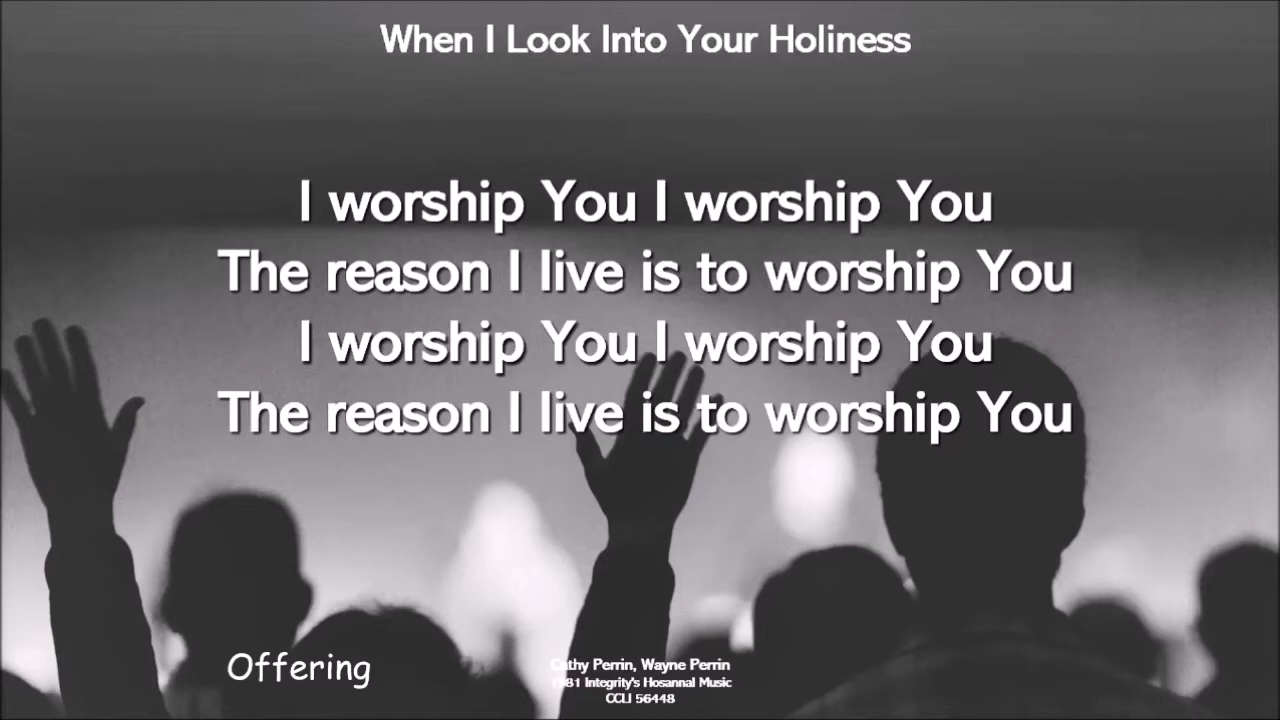 When I Look Into Your Holiness
I worship You I worship You
The reason I live is to worship You
I worship You I worship You
The reason I live is to worship You
Offering
Cathy Perrin, Wayne Perrin
1981 Integrity's Hosanna! Music
CCLI 56448